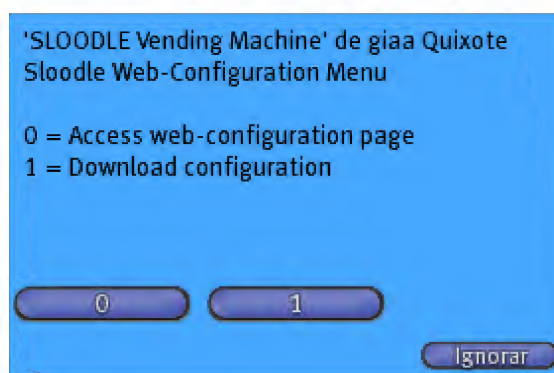 'SLOODLE Vending Machine' de giaa Quixote
Sloodle Web-Configuration Menu
0 = Access web-configuration page
1 = Download configuration
0 1
Ignorar